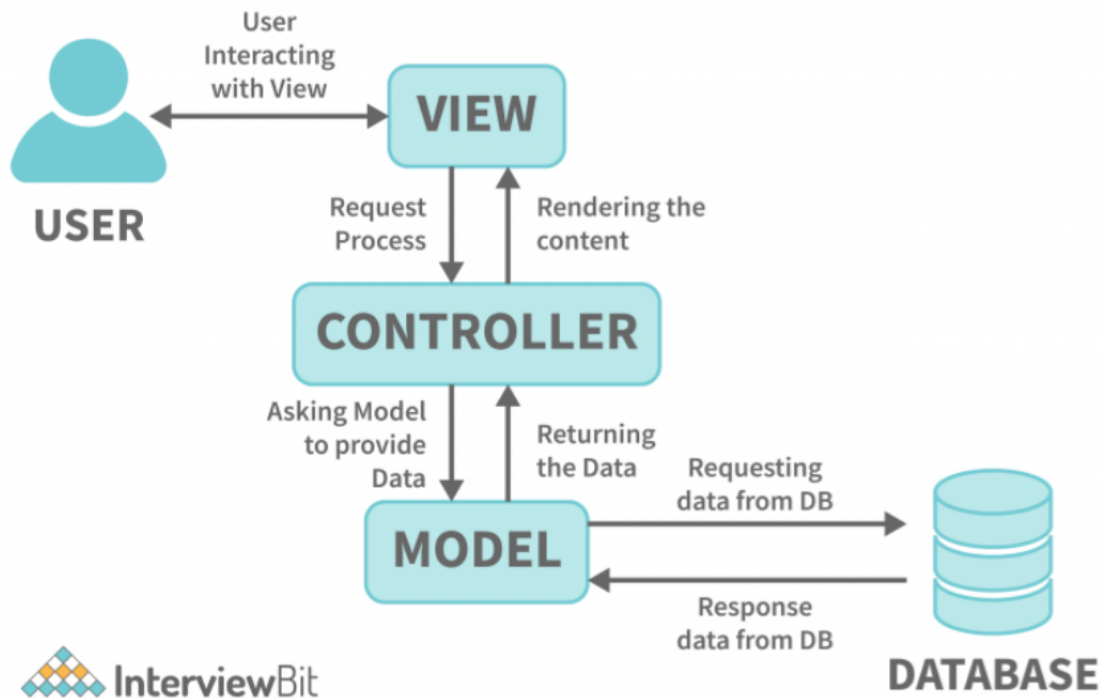 User
Interacting
with View
VIEW
USER
Request
Process
Rendering the
content
CONTROLLER
Asking Model
to provide
Data
Returning
the Data
Requesting
data from DB
MODEL
Response
data from DB
DATABASE
InterviewBit